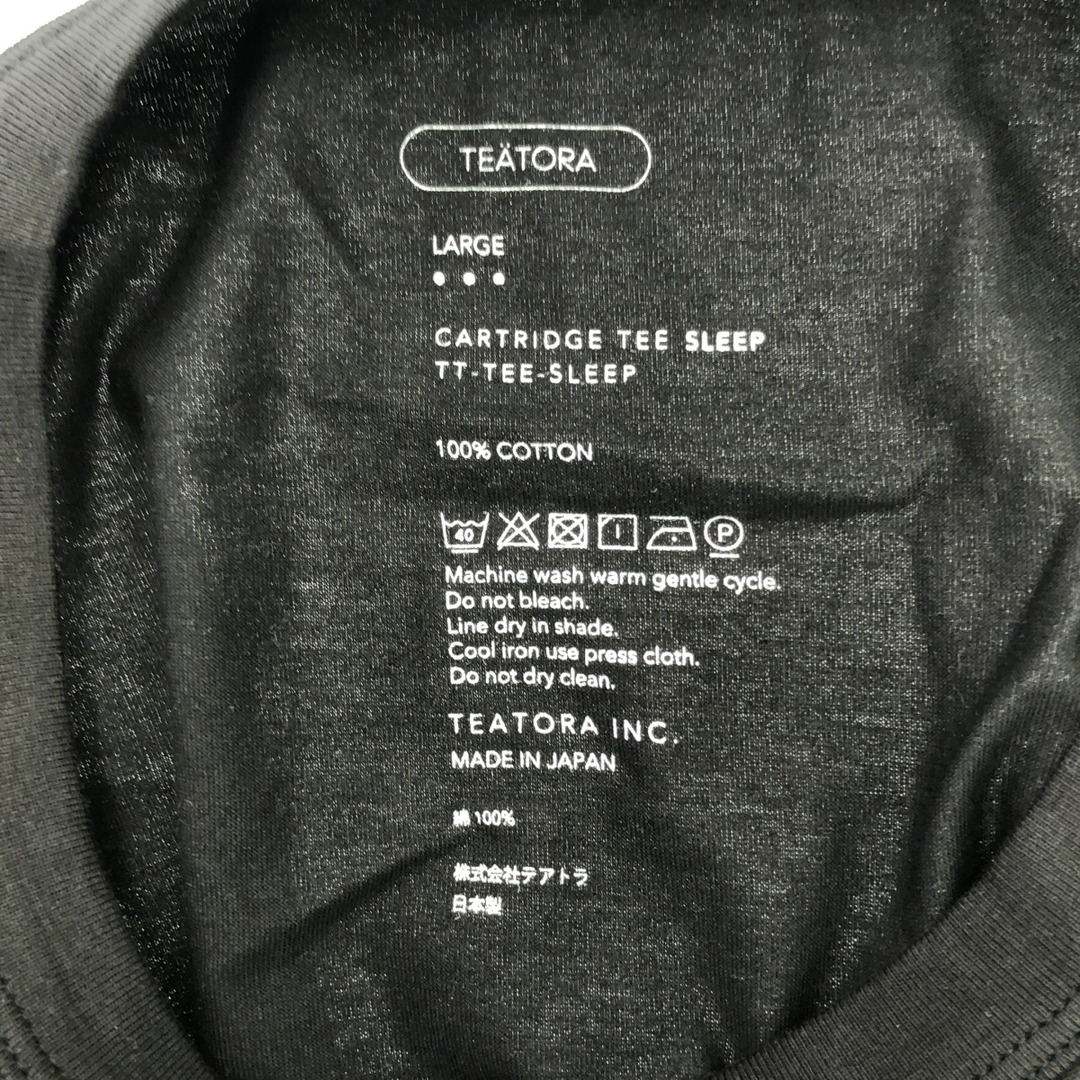 TEÄTORA
LARGE
CARTRIDGE TEE SLEEP
TT-TEE-SLEEP
100% COTTON
40
P
Machine wash warm gentle cycle.
Do not bleach.
Line dry in shade.
Cool iron use press cloth.
Do not dry clean.
TEATORA INC.
MADE IN JAPAN
綿 100%
株式会社テアトラ
日本製